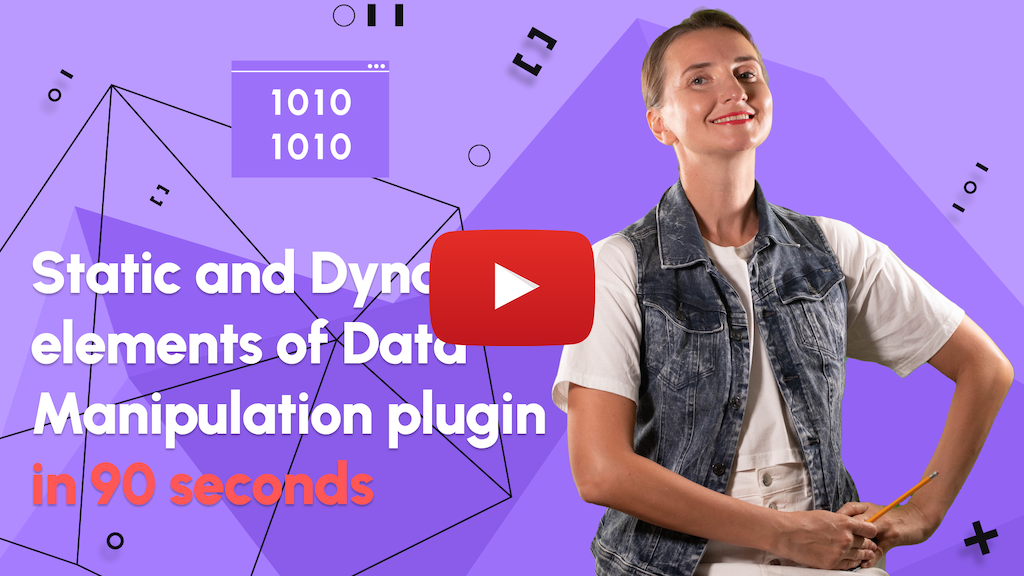 1010
1010
Static and
elements of Data
Manipulation plugin
in 90 seconds